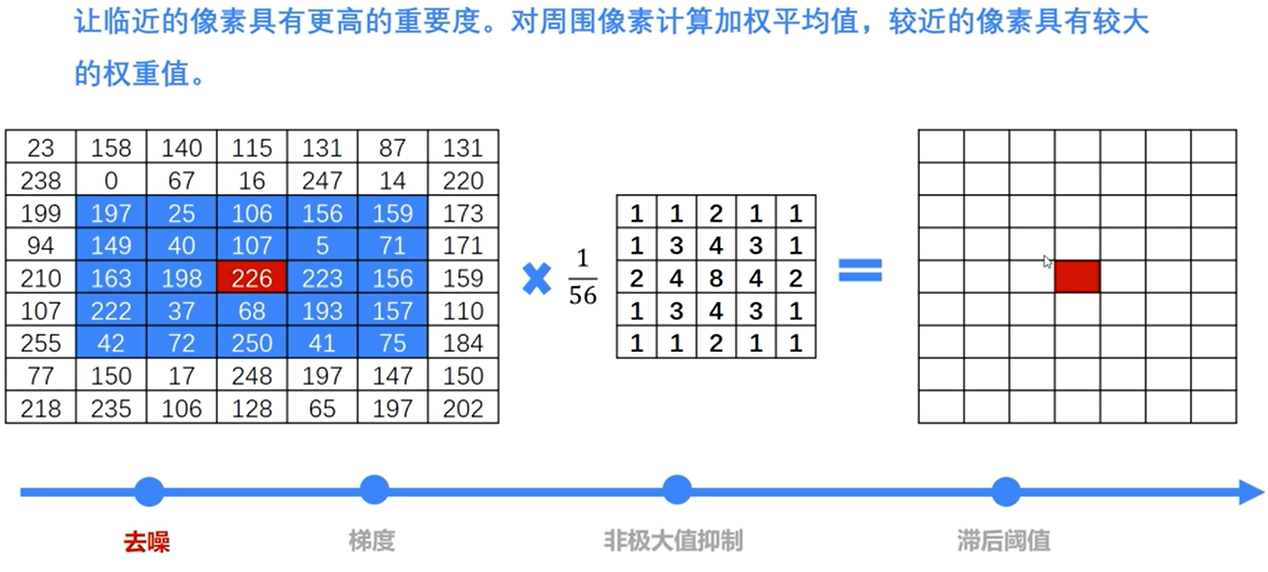 让临近的像素具有更高的重要度。对周围像素计算加权平均值，较近的像素具有较大
的权重值。
23 158 140 115 131 87 131
238 0 67 16 247 14 220
199 197 25 106 156 159 173
94 149 40 107 5 71 171
210 163 198 226 223 156 159
107 222 37 68 193 157 110
255 42 72 250 41 75 184
77 150 17 248 197 147 150
218 235 106 128 65 197 202
×
1
56
1 1 2 1 1
1 3 4 3 1
2 4 8 4 2
1 3 4 3 1
1 1 2 1 1
=
去噪 梯度 非极大值抑制 滞后阈值